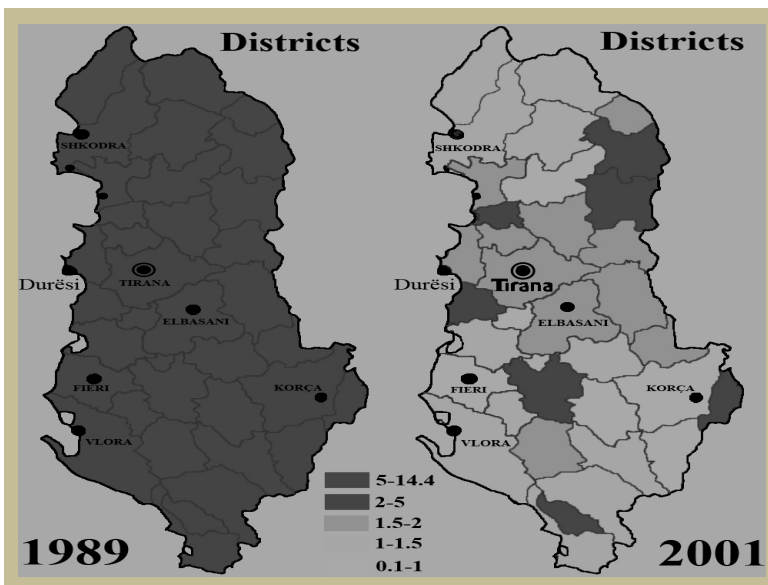 Districts
SHKODRA
Durësi
TIRANA
ELBASANI
FIERI
KORÇA
VLORA
1989
Districts
SHKODRA
Durësi
Tirana
ELBASANI
FIERI
KORÇA
VLORA
2001
5-14.4
2-5
1.5-2
1-1.5
0.1-1